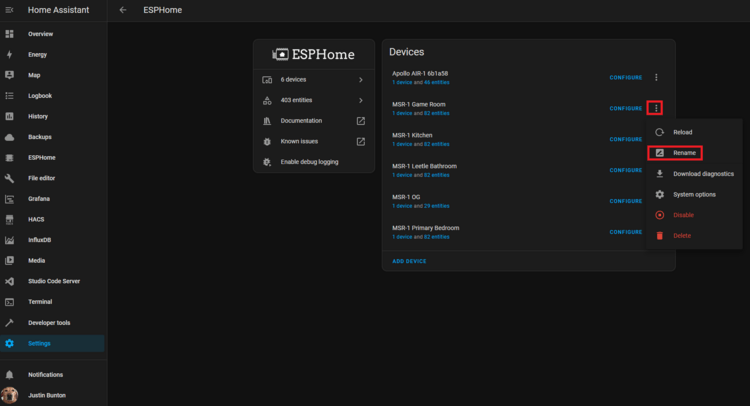 Home Assistant
ESPHome
Overview
Energy
Map
Logbook
History
Backups
ESPHome
File editor
Grafana
HACS
InfluxDB
Media
Studio Code Server
Terminal
Developer tools
Settings
Notifications
Justin Bunton
ESPHome
6 devices
403 entities
Documentation
Known issues
Enable debug logging
Devices
Apollo AIR-1 6b1a58
1 device and 46 entities
CONFIGURE
MSR-1 Game Room
1 device and 82 entities
CONFIGURE
MSR-1 Kitchen
1 device and 82 entities
CONFIGURE
MSR-1 Leetle Bathroom
1 device and 82 entities
CONFIGURE
MSR-1 OG
1 device and 29 entities
CONFIGURE
MSR-1 Primary Bedroom
1 device and 82 entities
CONFIGURE
ADD DEVICE
Reload
Rename
Download diagnostics
System options
Disable
Delete